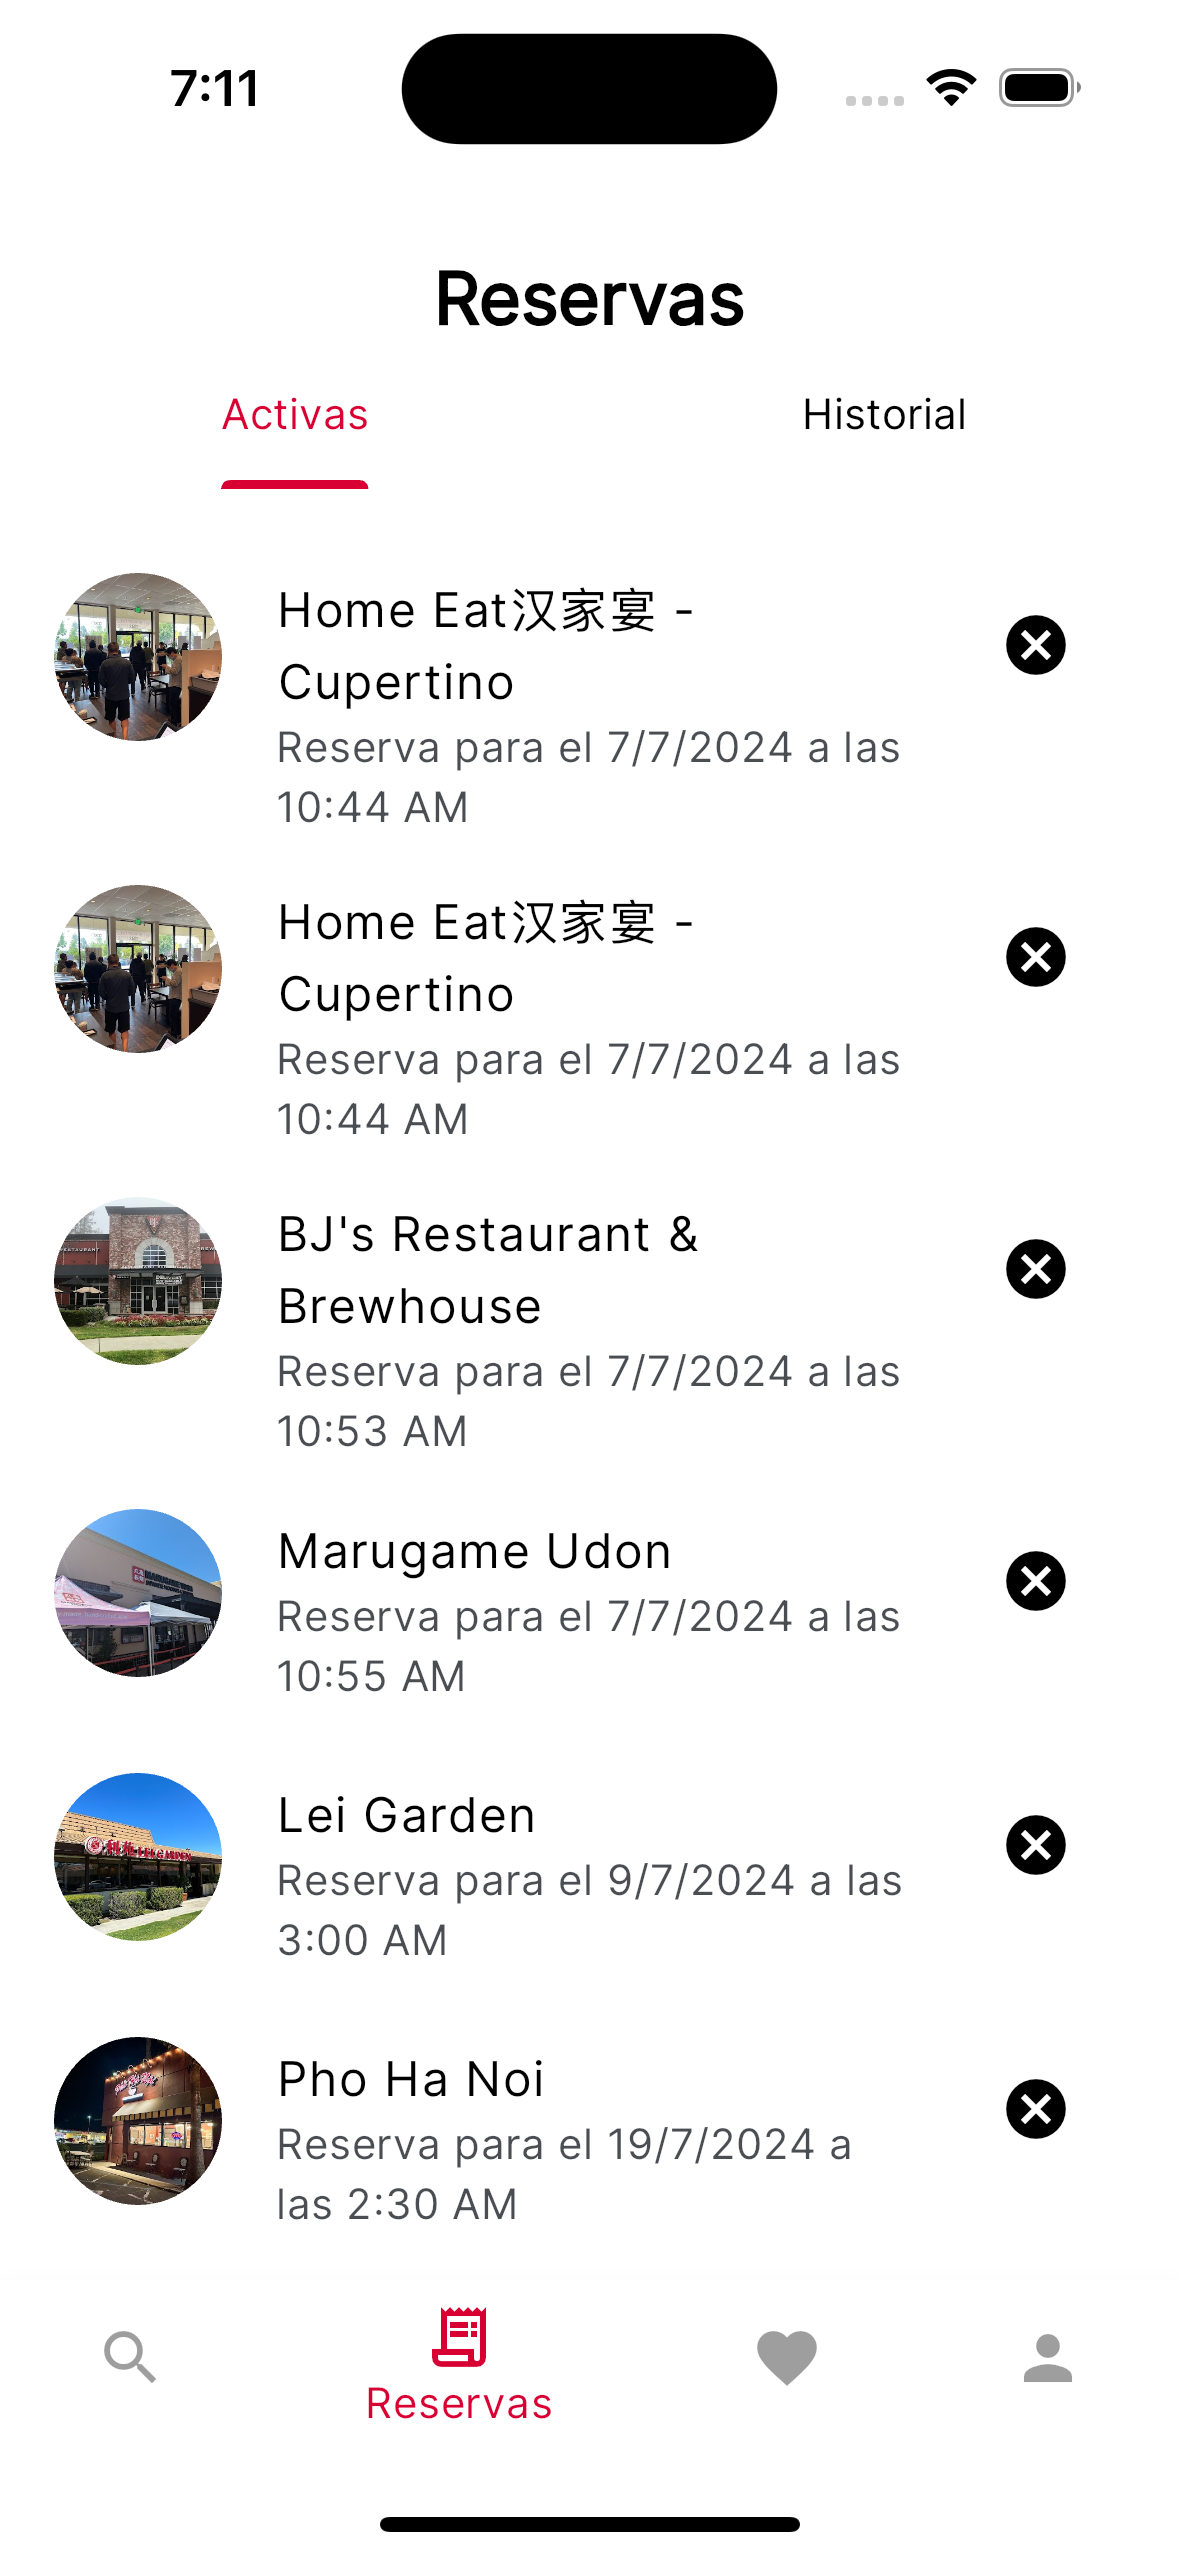 7:11
Reservas
Activas
Historial
Home Eat汉家宴 -
Cupertino
Reserva para el 7/7/2024 a las
10:44 AM
Home Eat汉家宴 -
Cupertino
Reserva para el 7/7/2024 a las
10:44 AM
BJ's Restaurant &
Brewhouse
Reserva para el 7/7/2024 a las
10:53 AM
Marugame Udon
Reserva para el 7/7/2024 a las
10:55 AM
Lei Garden
Reserva para el 9/7/2024 a las
3:00 AM
Pho Ha Noi
Reserva para el 19/7/2024 a
las 2:30 AM
Reservas